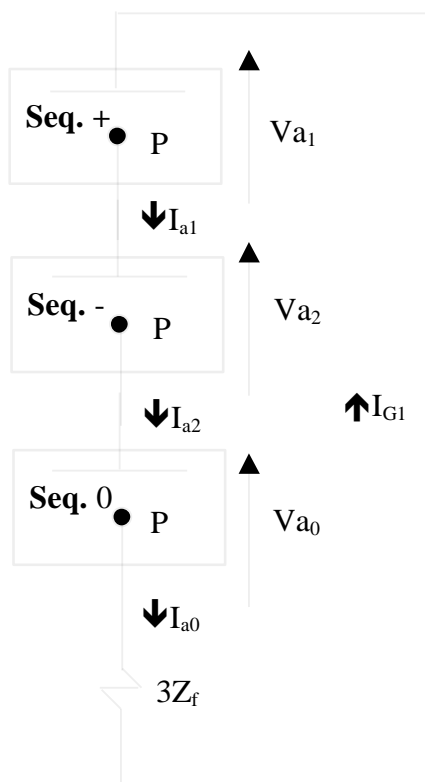 Seq. +
P
Va1
Ia1
Seq. -
P
Va2
Ia2
IG1
Seq. 0
P
Va0
Ia0
3Zf